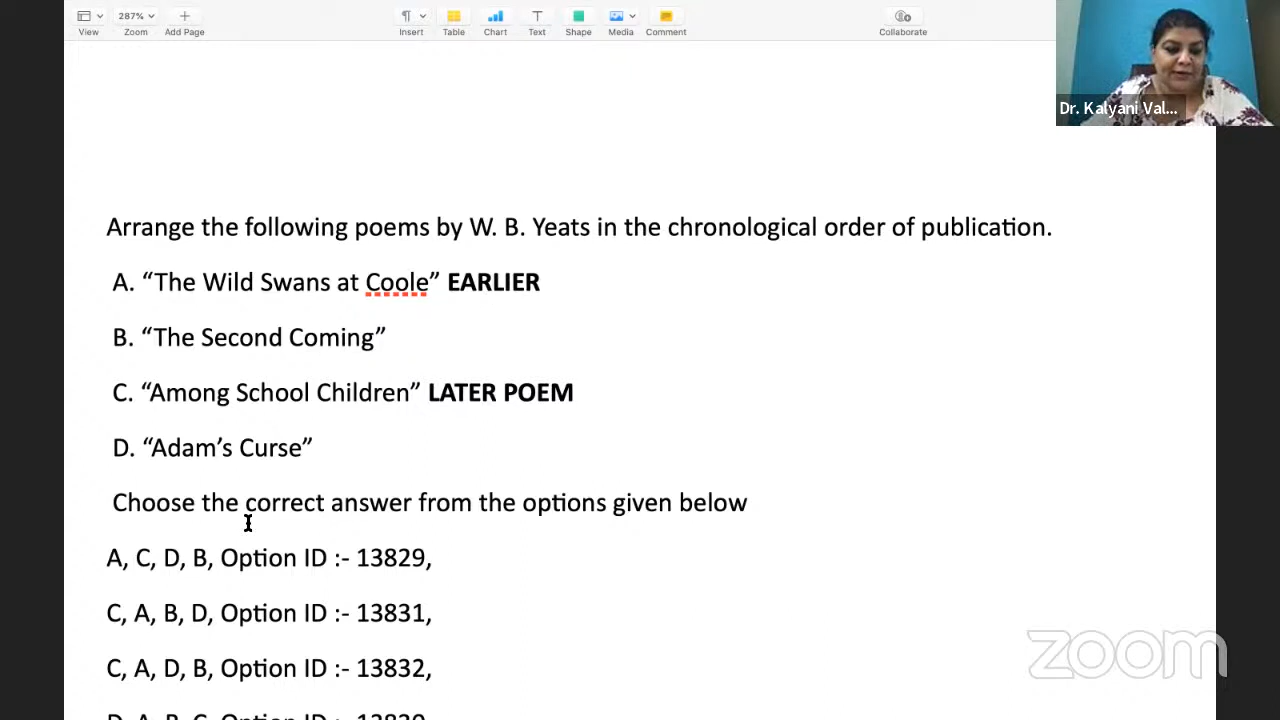 287%
View
Zoom
Add Page
Insert
Table
Chart
Text
Shape
Media
Comment
Collaborate
Dr. Kalyani Val...
Arrange the following poems by W. B. Yeats in the chronological order of publication.
A. “The Wild Swans at Coole” EARLIER
B. “The Second Coming”
C. “Among School Children” LATER POEM
D. “Adam’s Curse”
Choose the correct answer from the options given below
A, C, D, B, Option ID :- 13829,
C, A, B, D, Option ID :- 13831,
C, A, D, B, Option ID :- 13832,
D, A, B, C, Option ID :- 13830,
zoom